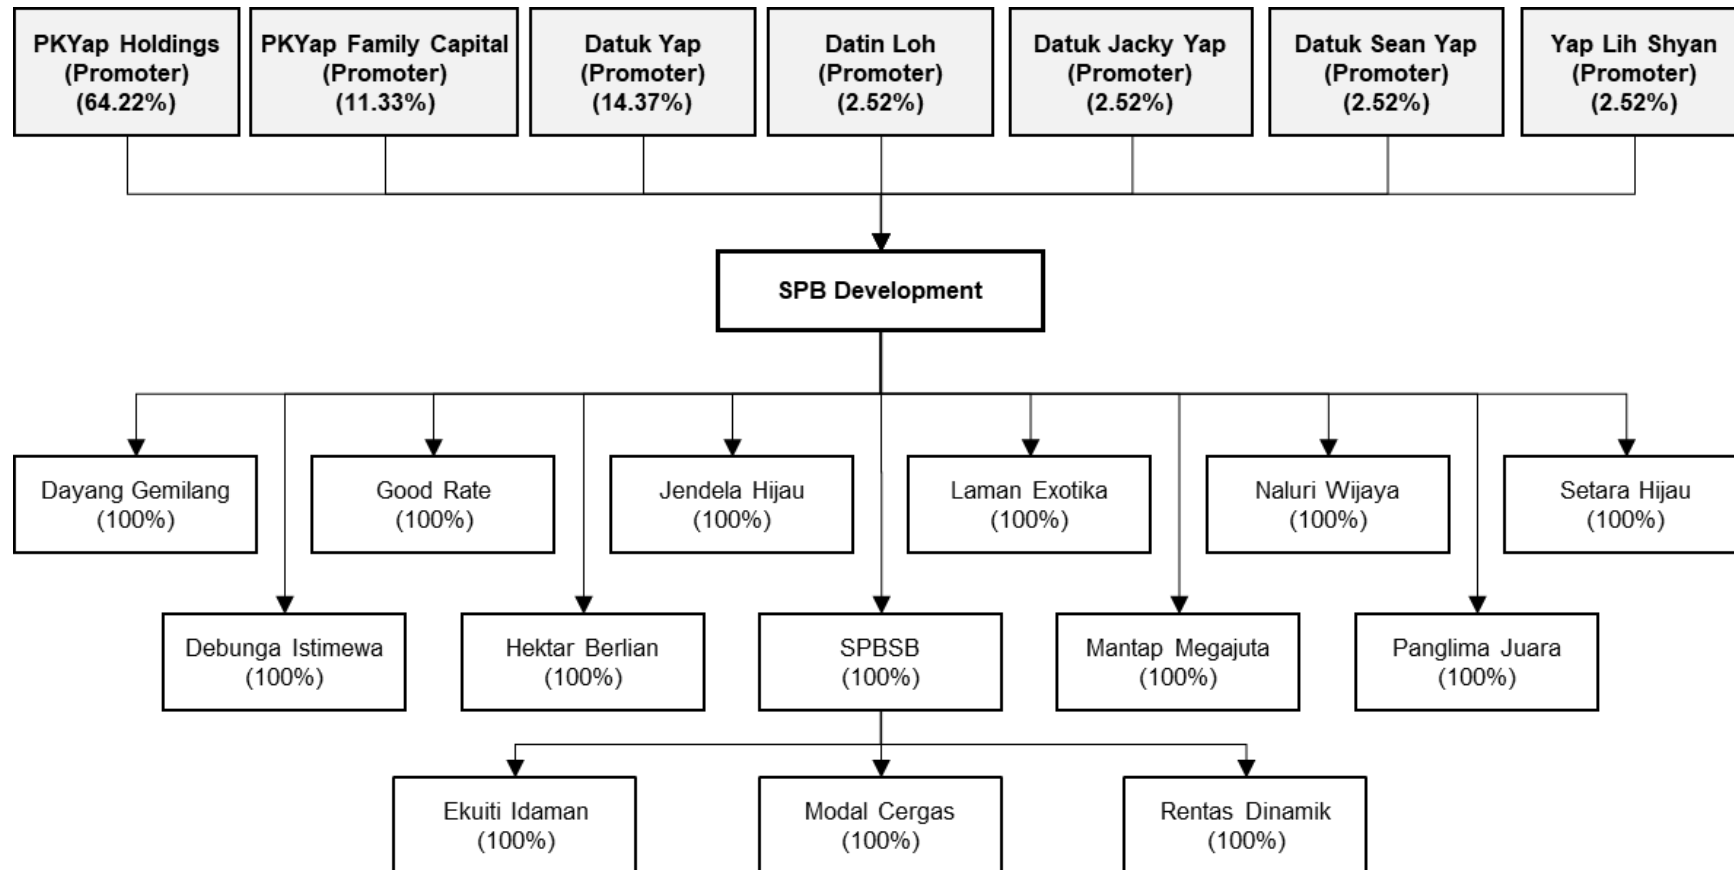 PKYap Holdings
(Promoter)
(64.22%)
PKYap Family Capital
(Promoter)
(11.33%)
Datuk Yap
(Promoter)
(14.37%)
Datin Loh
(Promoter)
(2.52%)
Datuk Jacky Yap
(Promoter)
(2.52%)
Datuk Sean Yap
(Promoter)
(2.52%)
Yap Lih Shyan
(Promoter)
(2.52%)
SPB Development
Dayang Gemilang
(100%)
Good Rate
(100%)
Jendela Hijau
(100%)
Laman Exotika
(100%)
Naluri Wijaya
(100%)
Setara Hijau
(100%)
Debunga Istimewa
(100%)
Hektar Berlian
(100%)
SPBSB
(100%)
Mantap Megajuta
(100%)
Panglima Juara
(100%)
Ekuiti Idaman
(100%)
Modal Cergas
(100%)
Rentas Dinamik
(100%)